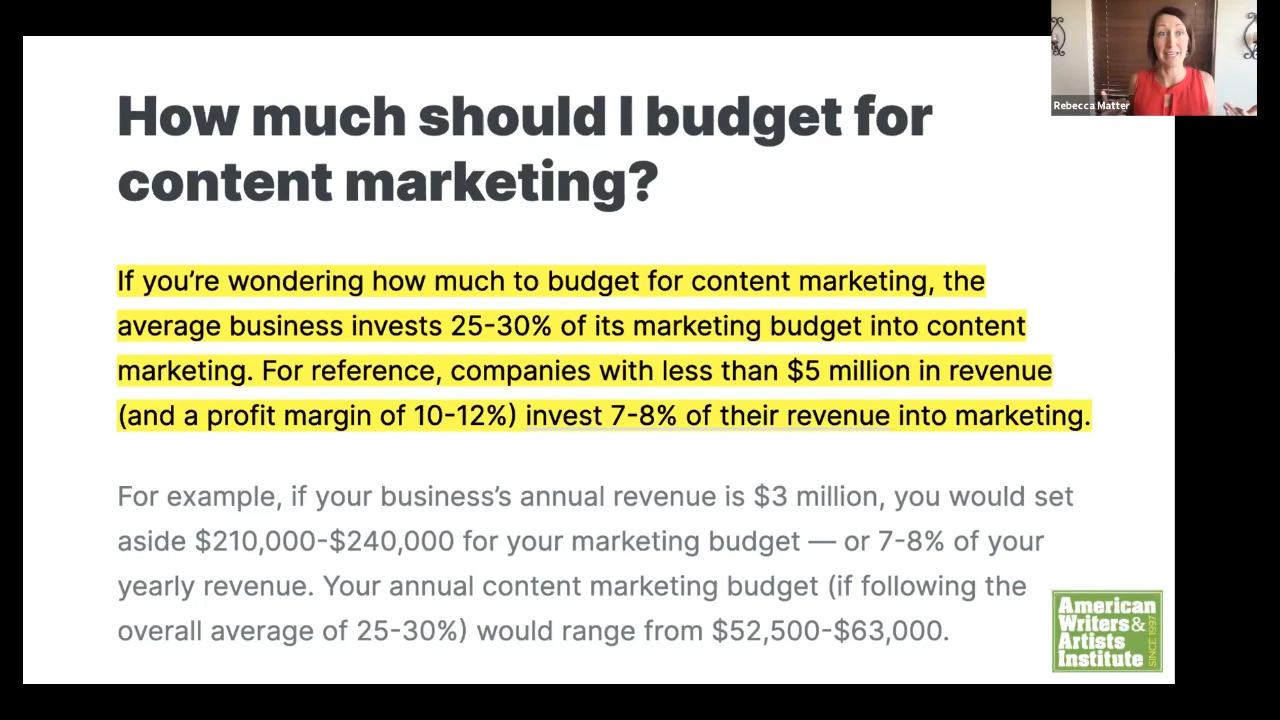 Rebecca Matter
How much should I budget for
content marketing?
If you’re wondering how much to budget for content marketing, the
average business invests 25-30% of its marketing budget into content
marketing. For reference, companies with less than $5 million in revenue
(and a profit margin of 10-12%) invest 7-8% of their revenue into marketing.
For example, if your business’s annual revenue is $3 million, you would set
aside $210,000-$240,000 for your marketing budget — or 7-8% of your
yearly revenue. Your annual content marketing budget (if following the
overall average of 25-30%) would range from $52,500-$63,000.
American
Writers&
Artists
Institute
SINCE 1997